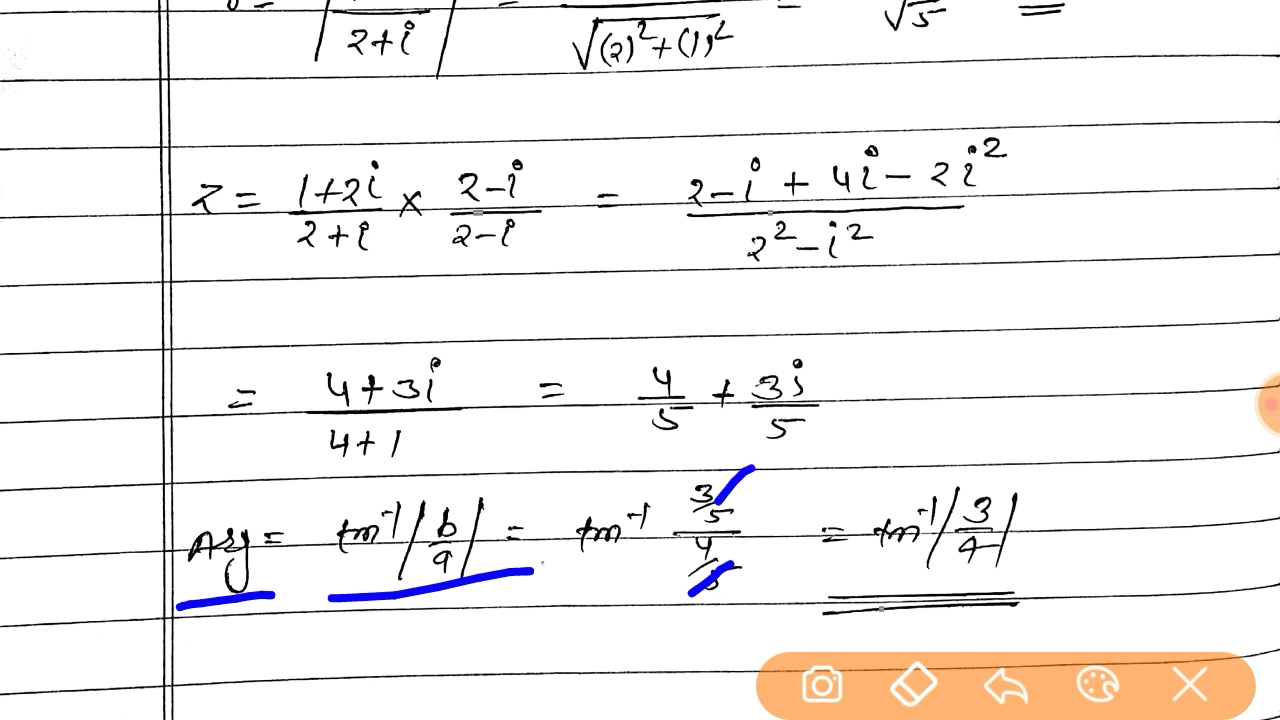 2+i √(2)²+(1)² √5 =
z = 1+2i/2+i × 2-i/2-i = 2-i+4i-2i²/2²-i²
= 4+3i/4+1 = 4/5 + 3i/5
Arg = tan⁻¹|b/a| = tan⁻¹ 3/5/4/5 = tan⁻¹|3/4|